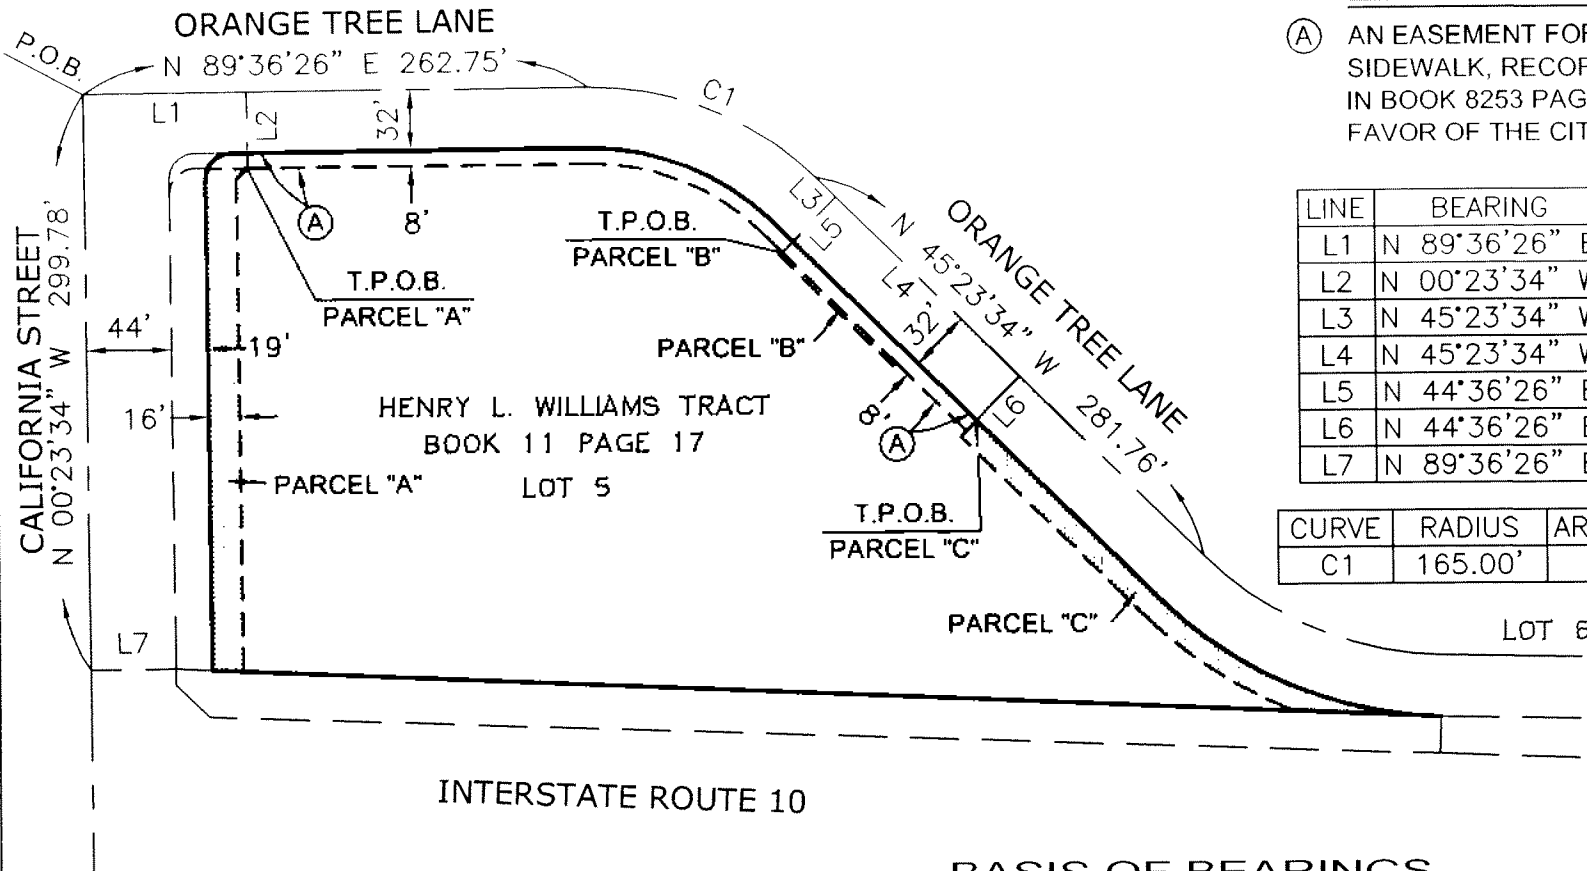 ORANGE TREE LANE
P.O.B.
N 89°36'26" E 262.75'
C1
L1
L2
32'
Ⓐ
8'
T.P.O.B.
PARCEL "A"
T.P.O.B.
PARCEL "B"
L3
L5
L4
N 45°23'34" W 281.76'
ORANGE TREE LANE
32'
L6
PARCEL "B"
8'
Ⓐ
CALIFORNIA STREET
N 00°23'34" W 299.78'
44'
19'
16'
HENRY L. WILLIAMS TRACT
BOOK 11 PAGE 17
LOT 5
PARCEL "A"
T.P.O.B.
PARCEL "C"
PARCEL "C"
L7
LOT 6
INTERSTATE ROUTE 10
Ⓐ AN EASEMENT FOR
SIDEWALK, RECOR
IN BOOK 8253 PAG
FAVOR OF THE CIT
LINE BEARING
L1 N 89°36'26" E
L2 N 00°23'34" W
L3 N 45°23'34" W
L4 N 45°23'34" W
L5 N 44°36'26" E
L6 N 44°36'26" E
L7 N 89°36'26" E
CURVE RADIUS AR
C1 165.00'
BASIS OF BEARINGS